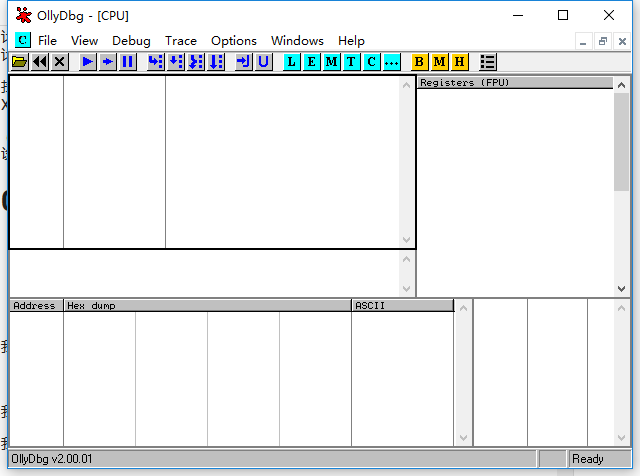 OllyDbg - [CPU]
C File View Debug Trace Options Windows Help
L E M T C ... B M H
Registers (FPU)
Address Hex dump ASCII
OllyDbg v2.00.01 Ready